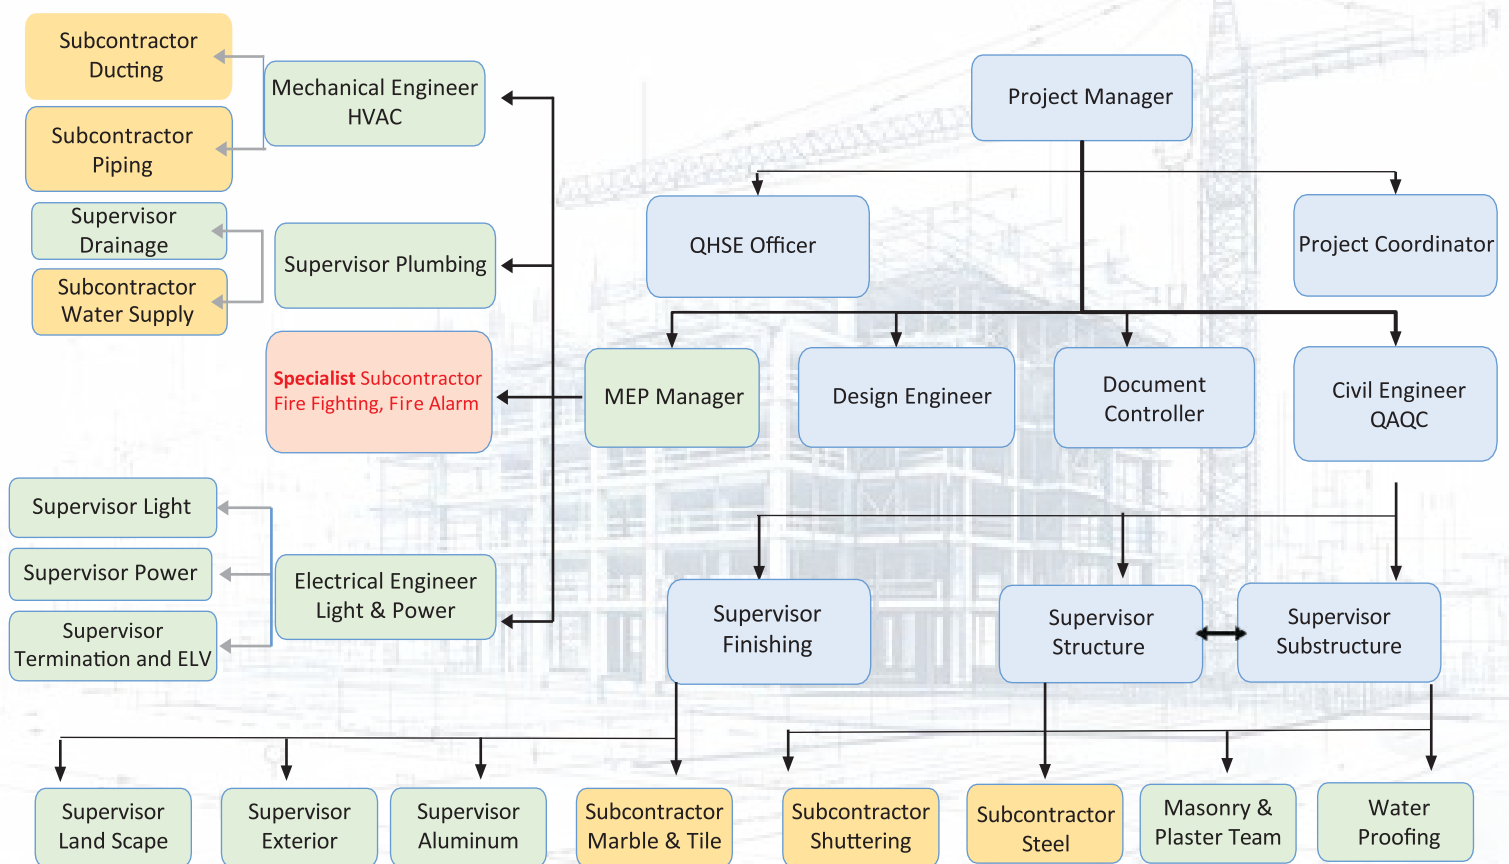 Project Manager
QHSE Officer
Project Coordinator
MEP Manager
Design Engineer
Document
Controller
Civil Engineer
QAQC
Subcontractor
Ducting
Subcontractor
Piping
Mechanical Engineer
HVAC
Supervisor
Drainage
Subcontractor
Water Supply
Supervisor Plumbing
Specialist Subcontractor
Fire Fighting, Fire Alarm
Supervisor Light
Supervisor Power
Supervisor
Termination and ELV
Electrical Engineer
Light & Power
Supervisor
Finishing
Supervisor
Structure
Supervisor
Substructure
Supervisor
Land Scape
Supervisor
Exterior
Supervisor
Aluminum
Subcontractor
Marble & Tile
Subcontractor
Shuttering
Subcontractor
Steel
Masonry &
Plaster Team
Water
Proofing